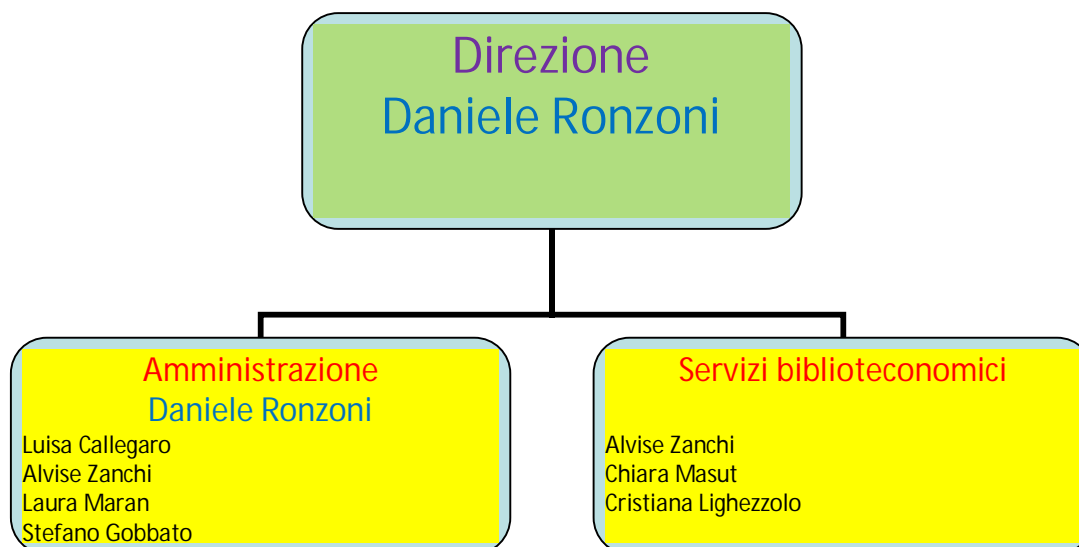 Direzione
Daniele Ronzoni
Amministrazione
Daniele Ronzoni
Luisa Callegaro
Alvise Zanchi
Laura Maran
Stefano Gobbato
Servizi biblioteconomici
Alvise Zanchi
Chiara Masut
Cristiana Lighezzolo